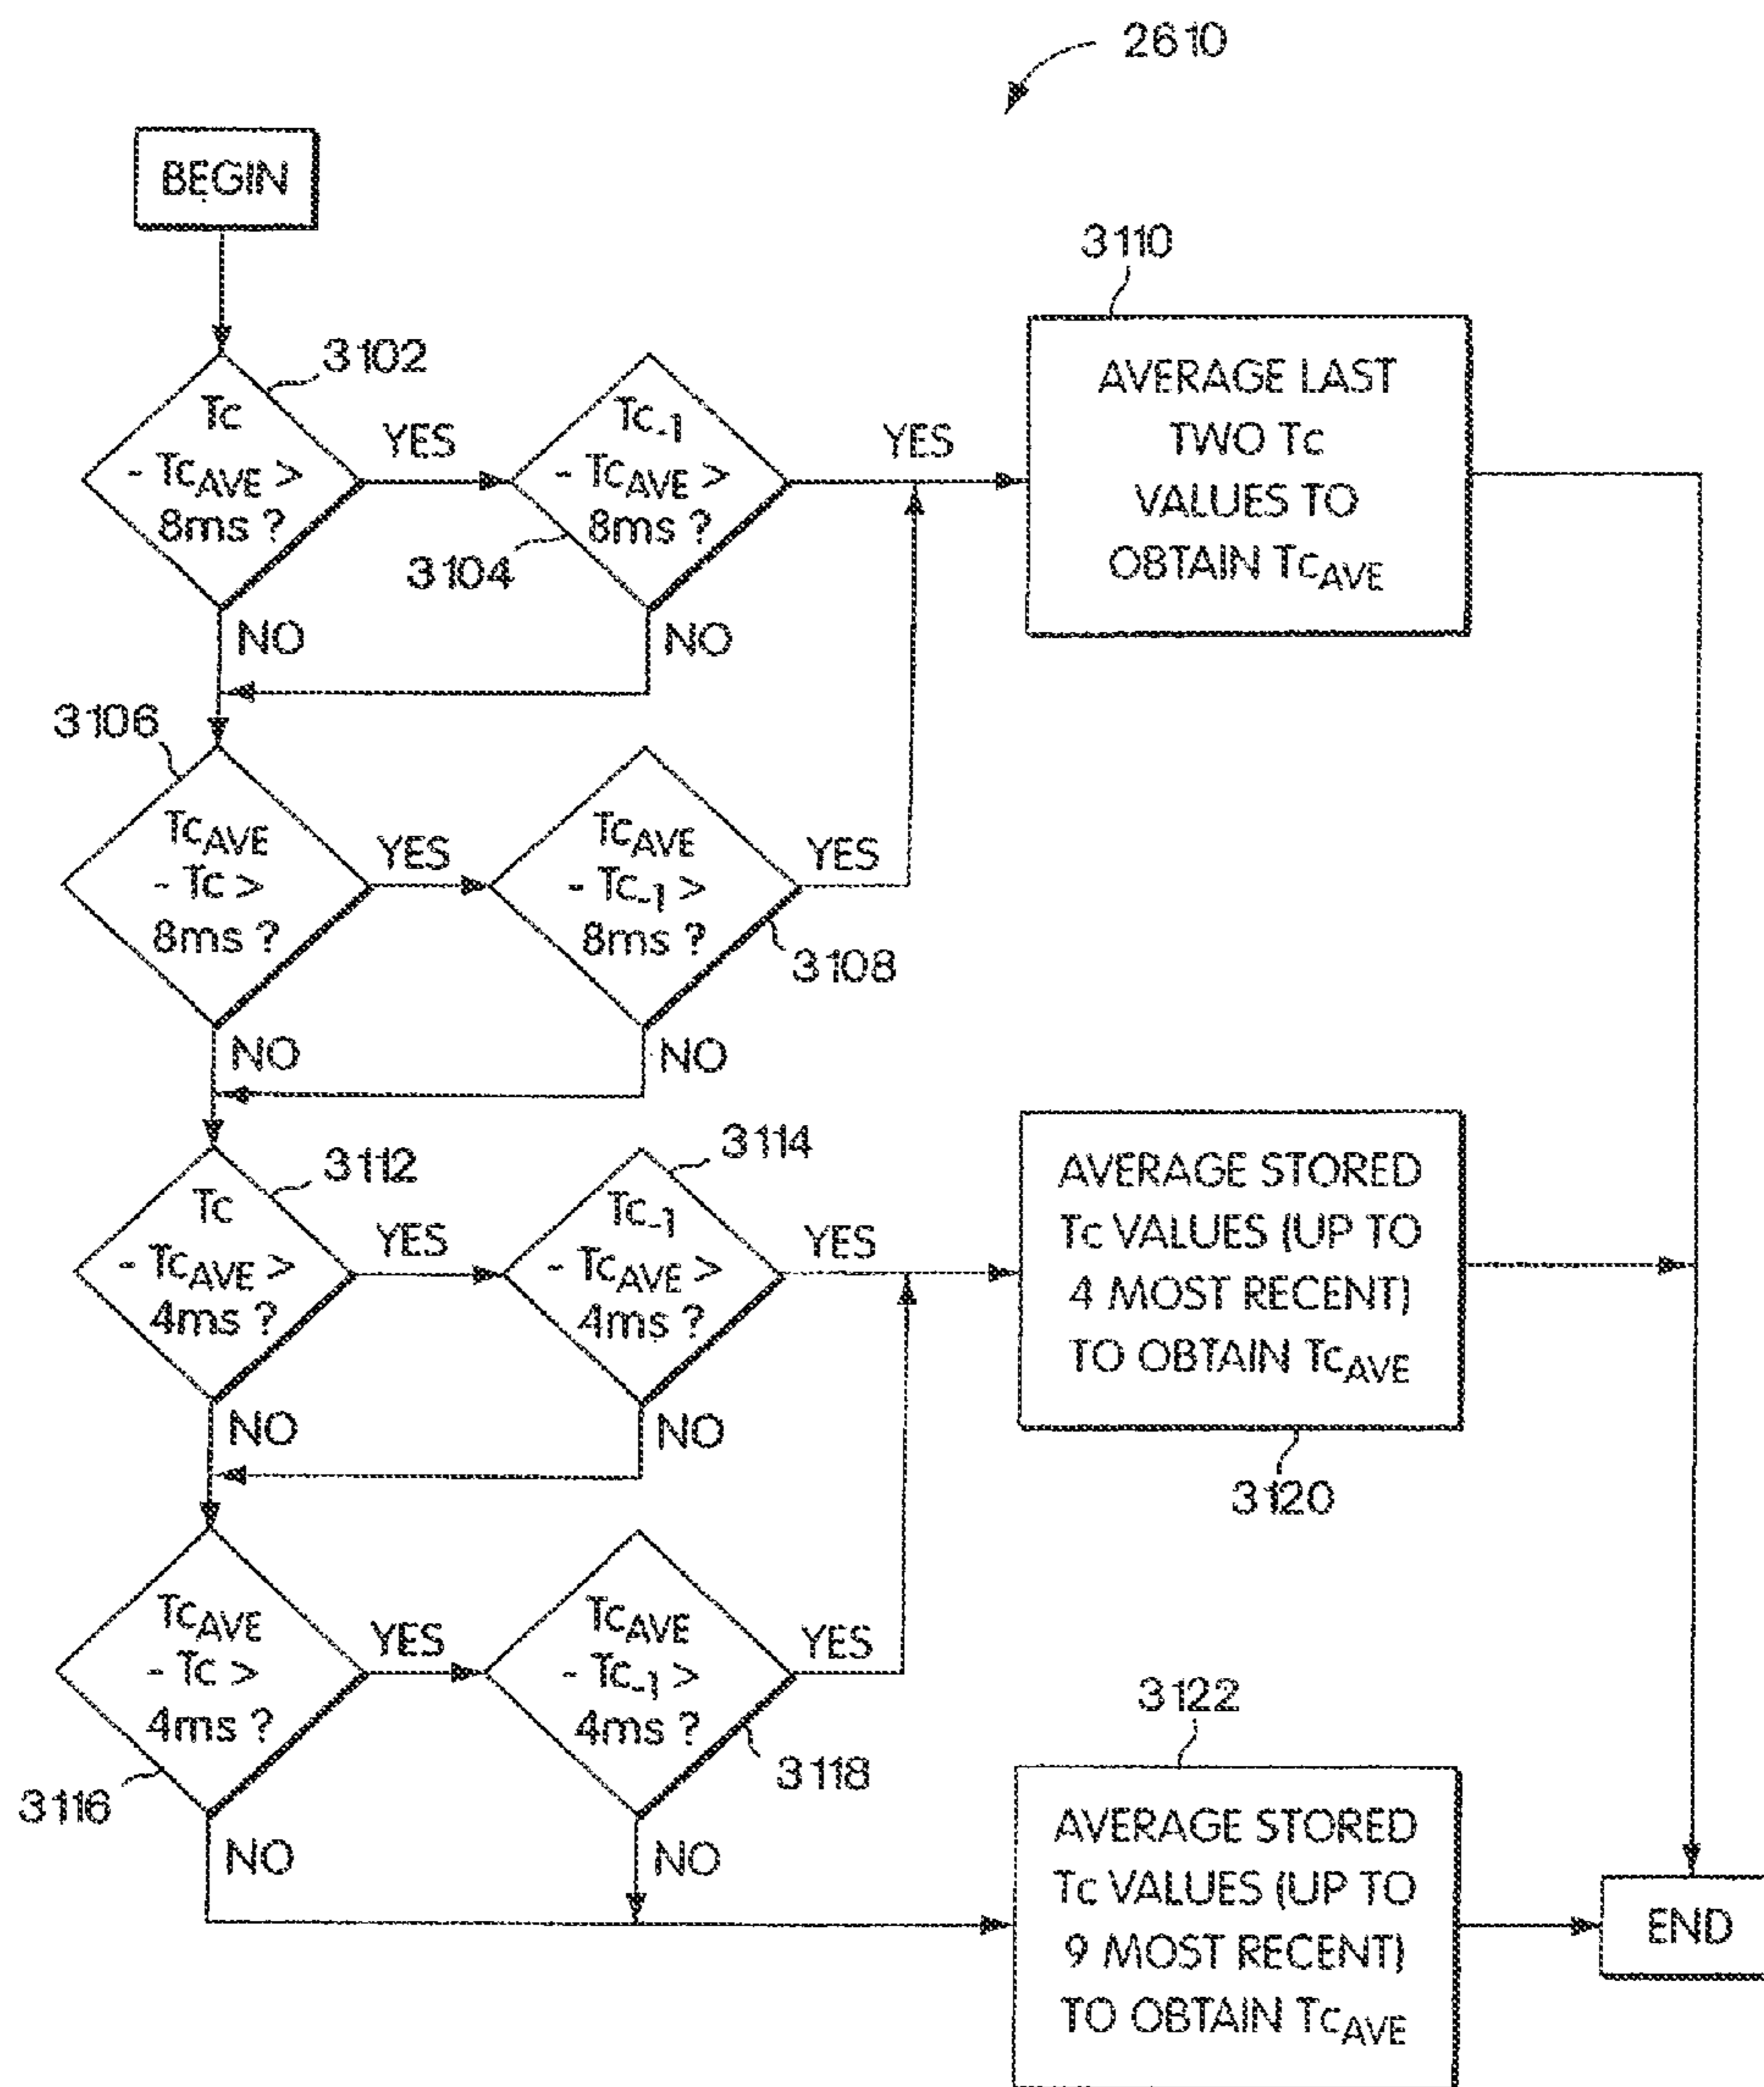 2610
BEGIN
3102
Tc
- TcAVE >
8ms ?
YES
NO
Tc-1
- TcAVE >
8ms ?
3104
YES
NO
3110
AVERAGE LAST
TWO Tc
VALUES TO
OBTAIN TcAVE
3106
TcAVE
- Tc >
8ms ?
YES
NO
TcAVE
- Tc-1 >
8ms ?
YES
3108
NO
3112
Tc
- TcAVE >
4ms ?
YES
NO
3114
Tc-1
- TcAVE >
4ms ?
YES
NO
AVERAGE STORED
Tc VALUES (UP TO
4 MOST RECENT)
TO OBTAIN TcAVE
3120
TcAVE
- Tc >
4ms ?
YES
3116
NO
TcAVE
- Tc-1 >
4ms ?
YES
3118
NO
3122
AVERAGE STORED
Tc VALUES (UP TO
9 MOST RECENT)
TO OBTAIN TcAVE
END